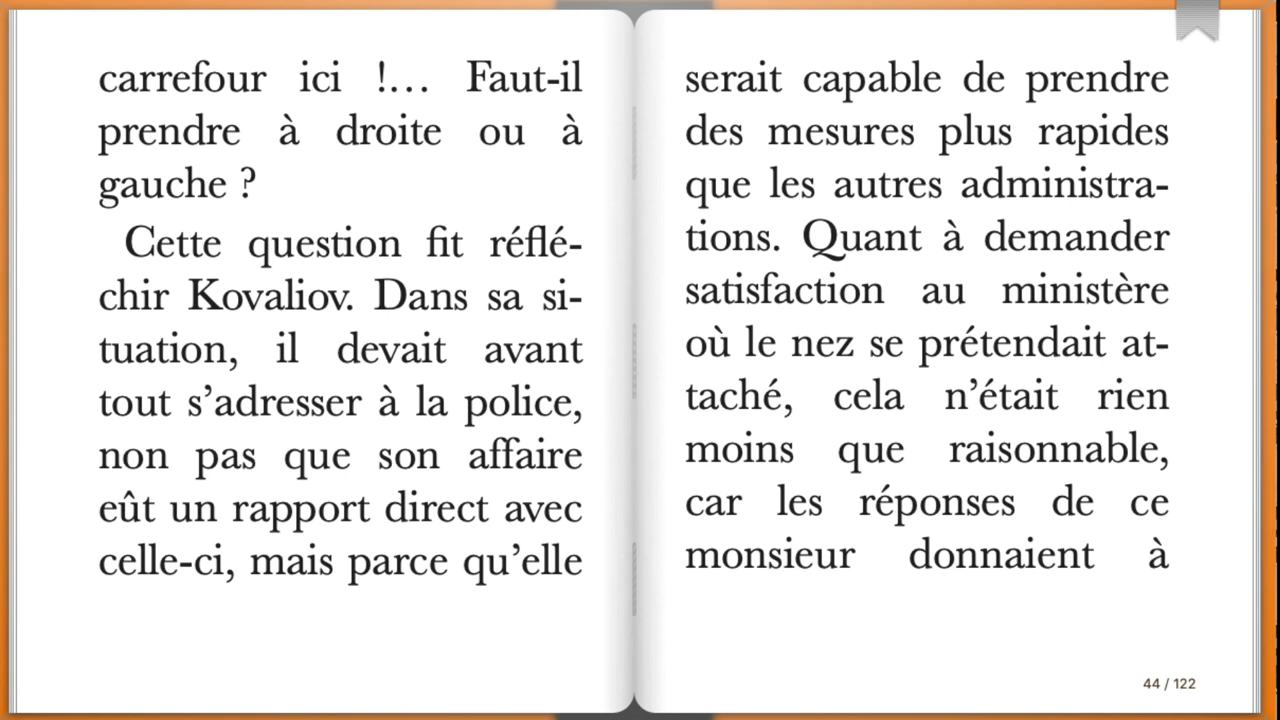 carrefour ici !… Faut-il
prendre à droite ou à
gauche ?
Cette question fit réflé-
chir Kovaliov. Dans sa si-
tuation, il devait avant
tout s’adresser à la police,
non pas que son affaire
eût un rapport direct avec
celle-ci, mais parce qu’elle
serait capable de prendre
des mesures plus rapides
que les autres administra-
tions. Quant à demander
satisfaction au ministère
où le nez se prétendait at-
taché, cela n’était rien
moins que raisonnable,
car les réponses de ce
monsieur donnaient à
44 / 122